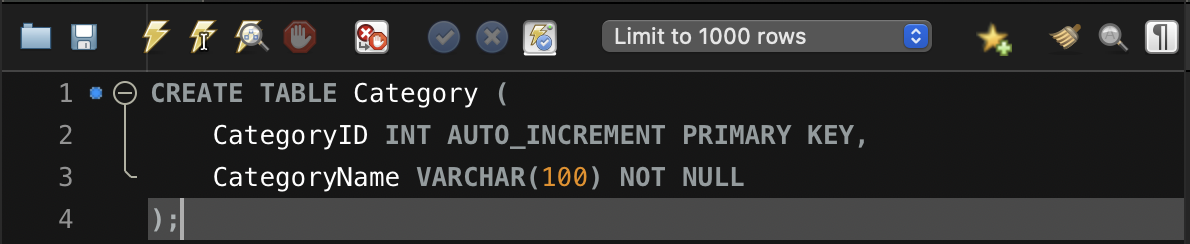 Limit to 1000 rows
1 CREATE TABLE Category (
2 CategoryID INT AUTO_INCREMENT PRIMARY KEY,
3 CategoryName VARCHAR(100) NOT NULL
4 );